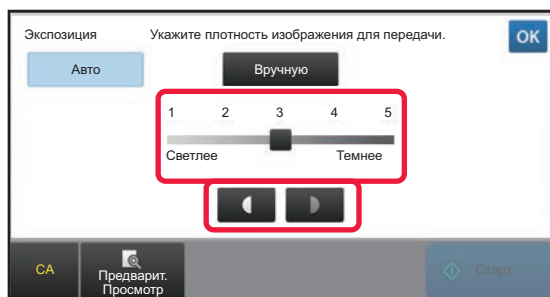 Экспозиция Укажите плотность изображения для передачи. OK
Авто Вручную
1 2 3 4 5
Светлее Темнее
CA Предварит.
Просмотр
Старт